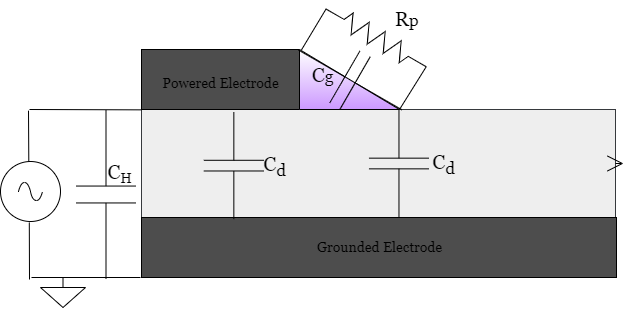 Rp
Cg
Powered Electrode
CH
Cd
Cd
Grounded Electrode